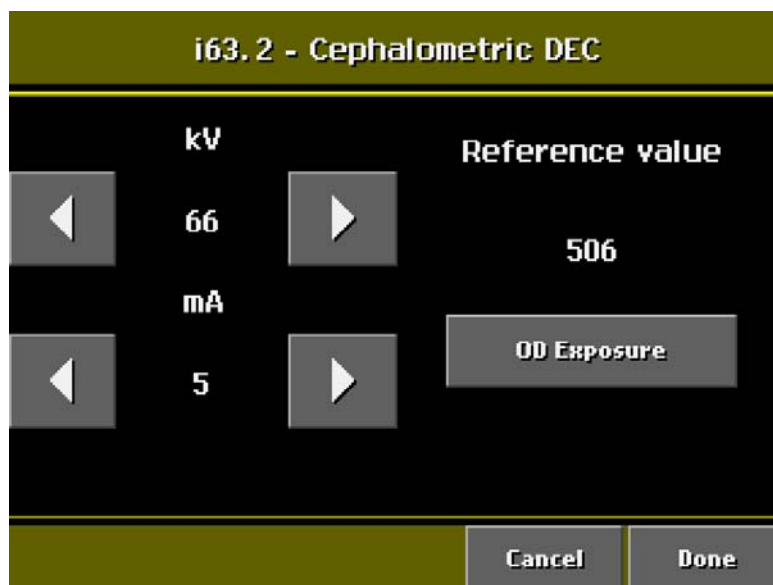 i63.2 - Cephalometric DEC
kV
66
mA
5
Reference value
506
OD Exposure
Cancel
Done